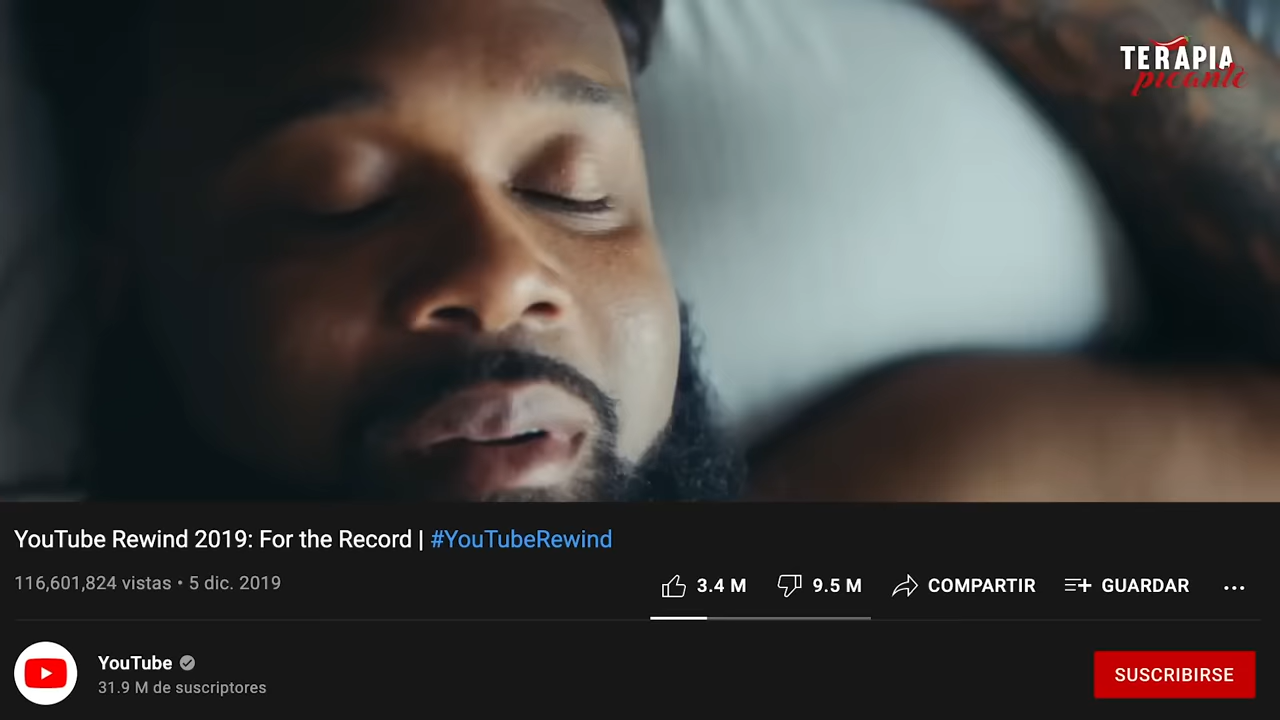 TERAPIA
picante
YouTube Rewind 2019: For the Record | #YouTubeRewind
116,601,824 vistas • 5 dic. 2019
3.4 M 9.5 M COMPARTIR GUARDAR ...
YouTube
31.9 M de suscriptores
SUSCRIBIRSE